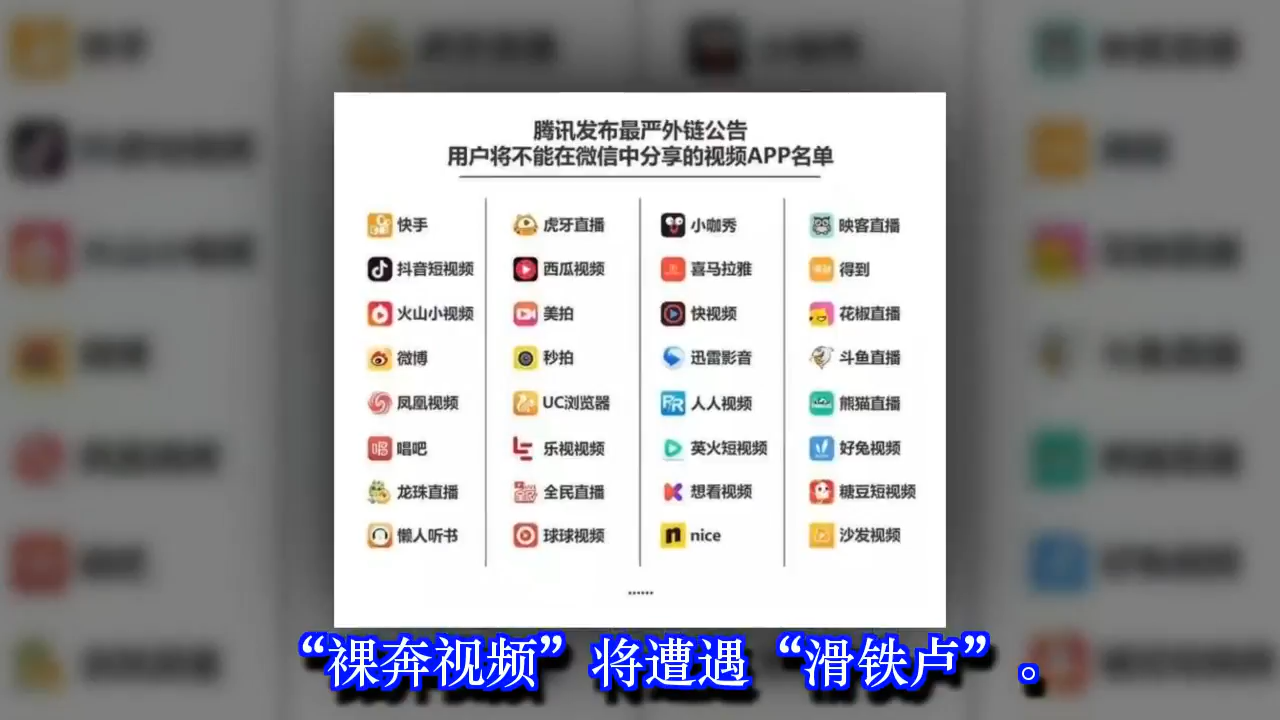 腾讯发布最严外链公告
用户将不能在微信中分享的视频APP名单
快手
抖音短视频
火山小视频
微博
凤凰视频
唱吧
龙珠直播
懒人听书
虎牙直播
西瓜视频
美拍
秒拍
UC浏览器
乐视视频
全民直播
球球视频
小咖秀
喜马拉雅
快视频
迅雷影音
人人视频
英火短视频
想看视频
nice
映客直播
得到
花椒直播
斗鱼直播
熊猫直播
好兔视频
糖豆短视频
沙发视频
······
“裸奔视频”将遭遇“滑铁卢”。